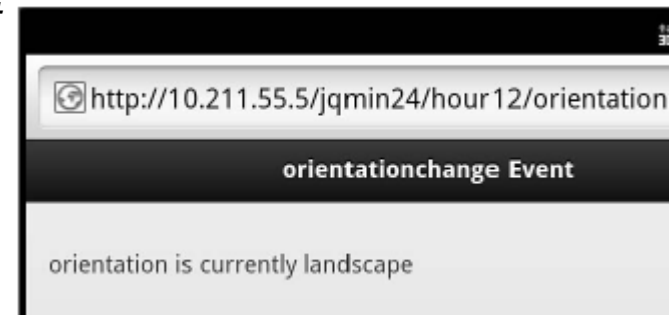 http://10.211.55.5/jqmin24/hour12/orientation
orientationchange Event
orientation is currently landscape